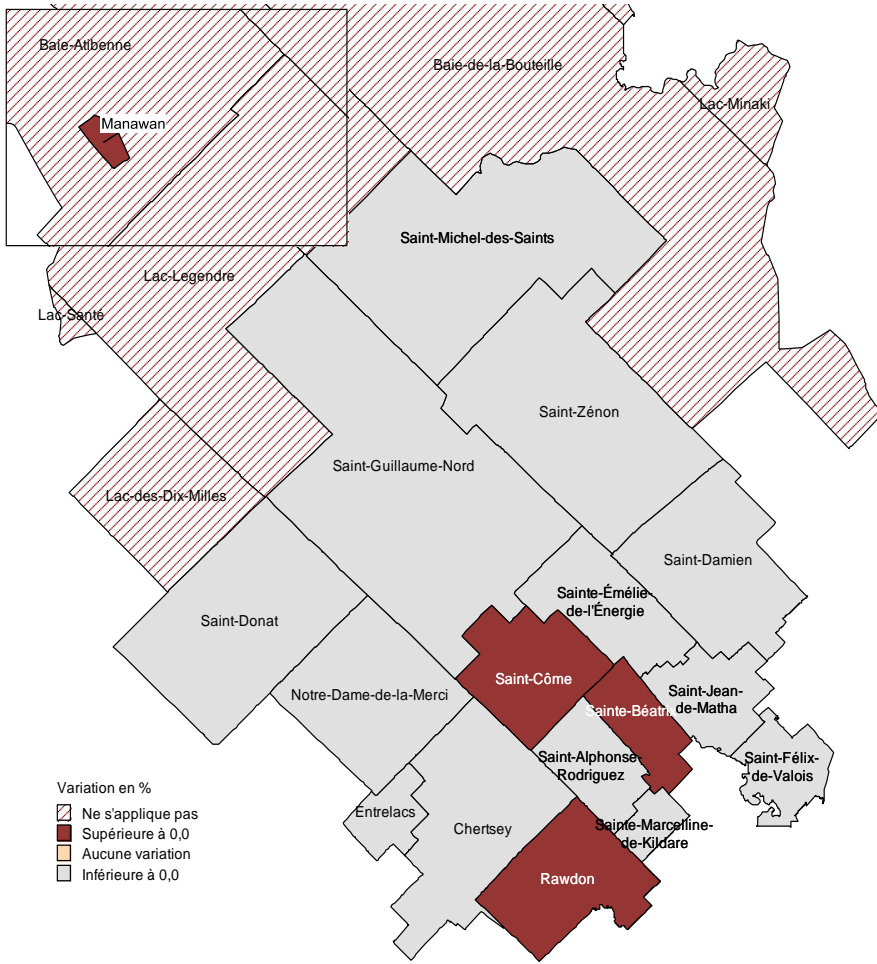 Baie-Atibenne
Baie-de-la-Bouteille
Lac-Minaki
Manawan
Saint-Michel-des-Saints
Lac-Legendre
Lac-Santé
Saint-Zénon
Saint-Guillaume-Nord
Lac-des-Dix-Milles
Saint-Damien
Sainte-Émélie-
de-l'Énergie
Saint-Donat
Saint-Côme
Notre-Dame-de-la-Merci
Saint-Jean-
de-Matha
Sainte-Béatrix
Saint-Alphonse-
Rodriguez
Saint-Félix-
de-Valois
Variation en %
Ne s'applique pas
Supérieure à 0,0
Aucune variation
Inférieure à 0,0
Entrelacs
Chertsey
Sainte-Marcelline-
de-Kildare
Rawdon